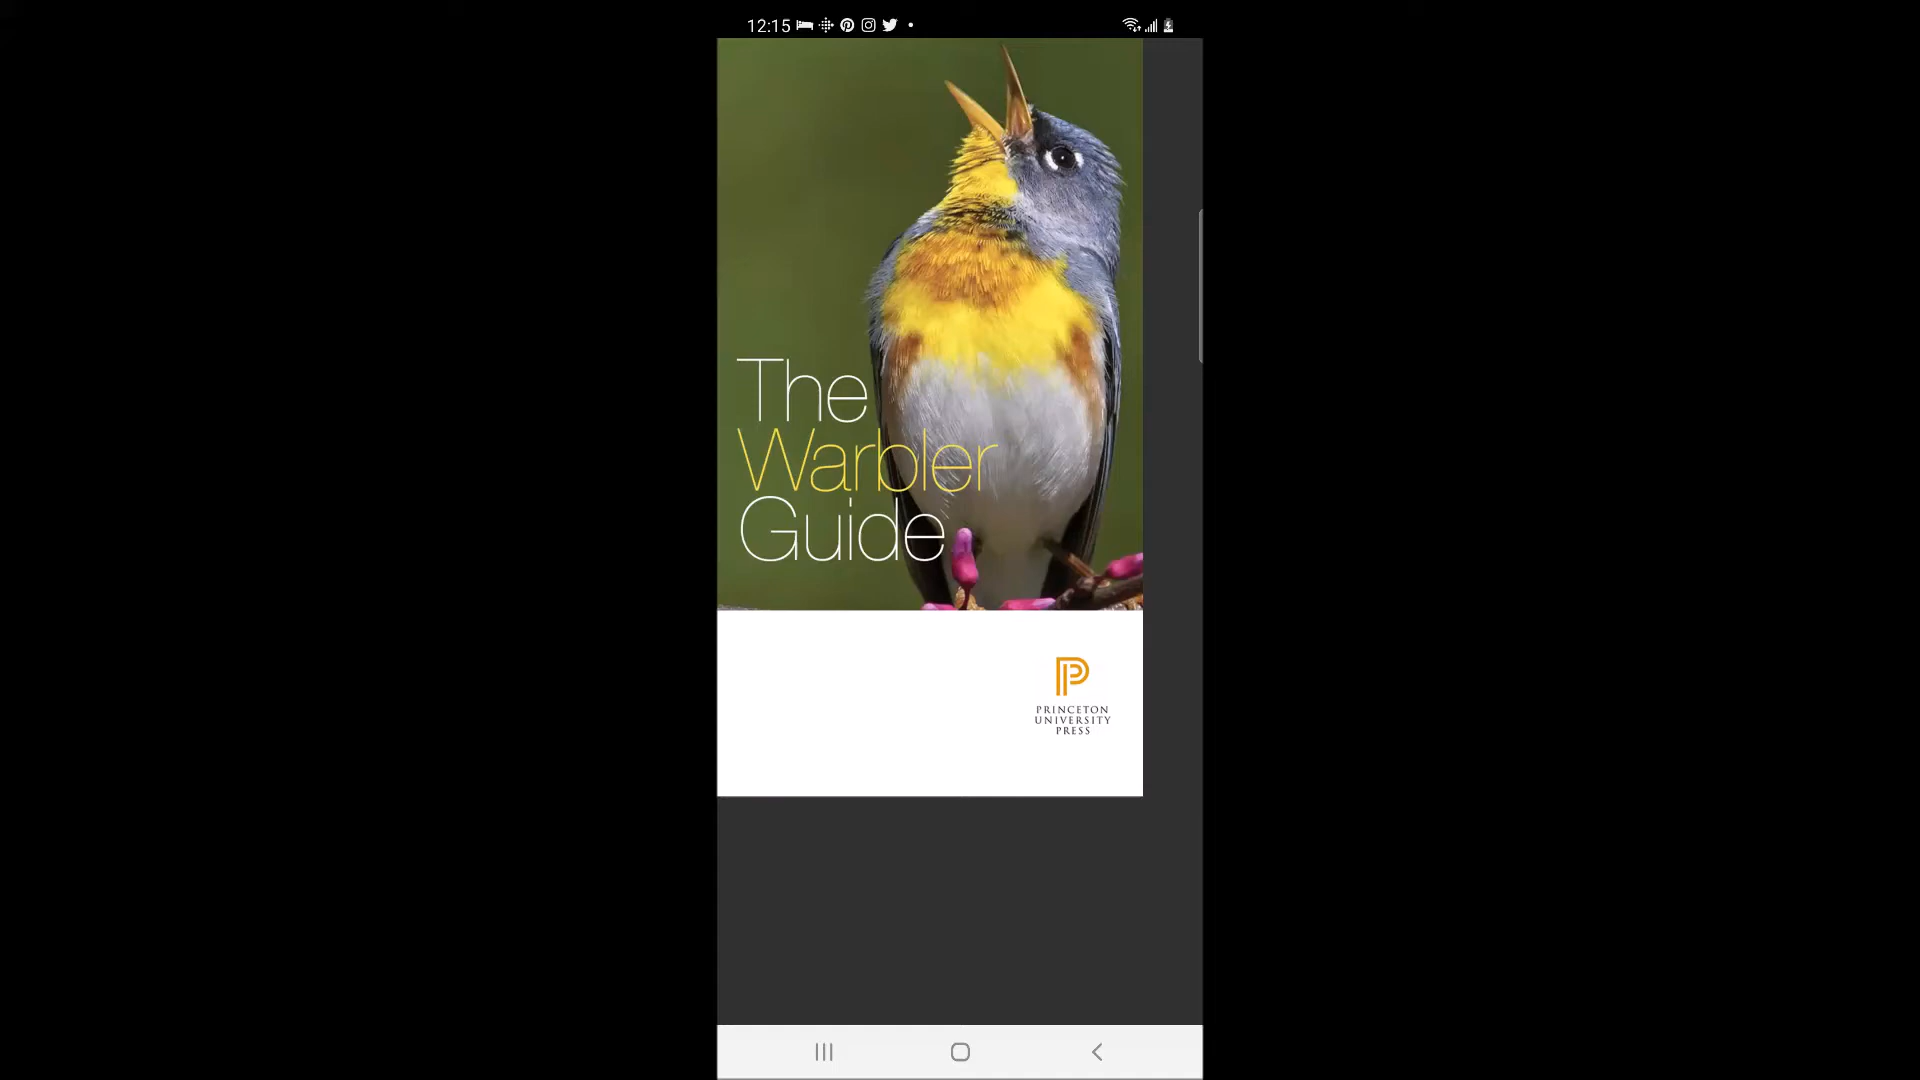 12:15
The
Warbler
Guide
PRINCETON
UNIVERSITY
PRESS